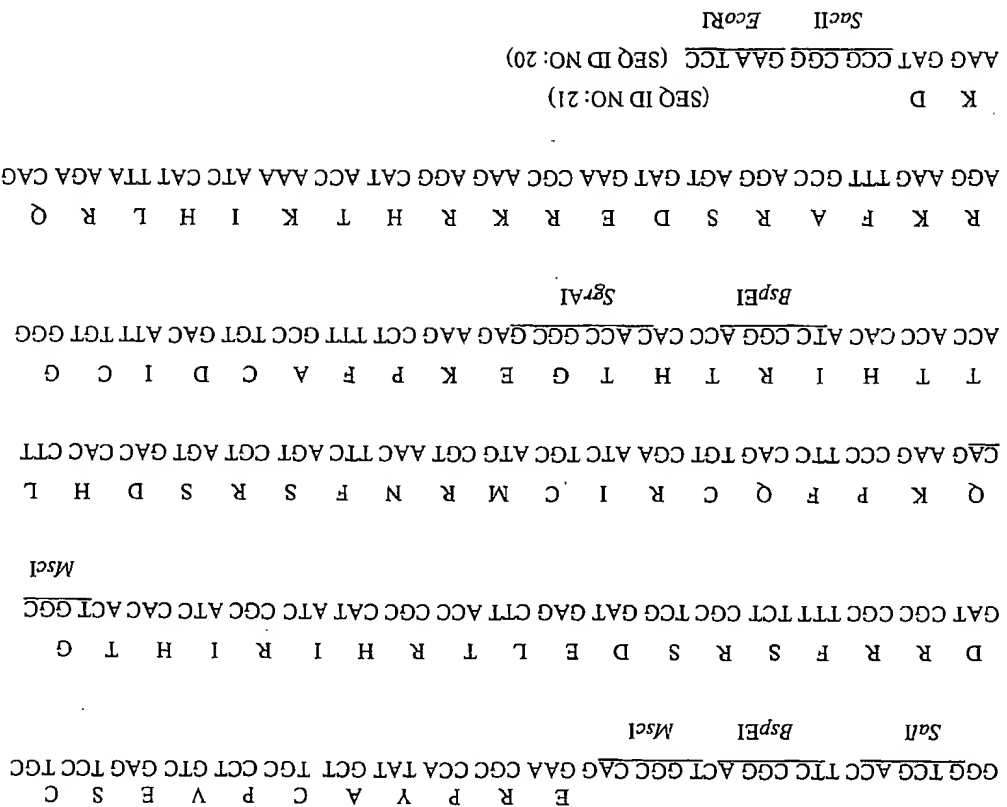 E R P Y A C P V E S C
GGG TCG ACC TTC CGG ACT GGC CAG GAA CGC CCA TAT GCT TGC CCT GTC GAG TCC TGC
SalI BspEI MscI
D R R F S R S D E L T R H I R I H T G
GAT CGC CGC TTT TCT CGC TCG GAT GAG CTT ACC CGC CAT ATC CGC ATC CAC ACT GGC
MscI
Q K P F Q C R I C M R N F S R S D H L
CAG AAG CCC TTC CAG TGT CGA ATC TGC ATG CGT AAC TTC AGT CGT AGT GAC CAC CTT
T T H I R T H T G E K P F A C D I C G
ACC ACC CAC ATC CGG ACC CAC ACC GGC GAG AAG CCT TTT GCC TGT GAC ATT TGT GGG
BspEI SgrAI
R K F A R S D E R K R H T K I H L R Q
AGG AAG TTT GCC AGG AGT GAT GAA CGC AAG AGG CAT ACC AAA ATC CAT TTA AGA CAG
K D (SEQ ID NO: 21)
AAG GAT CCG CGG GAA TCC (SEQ ID NO: 20)
SacII EcoRI